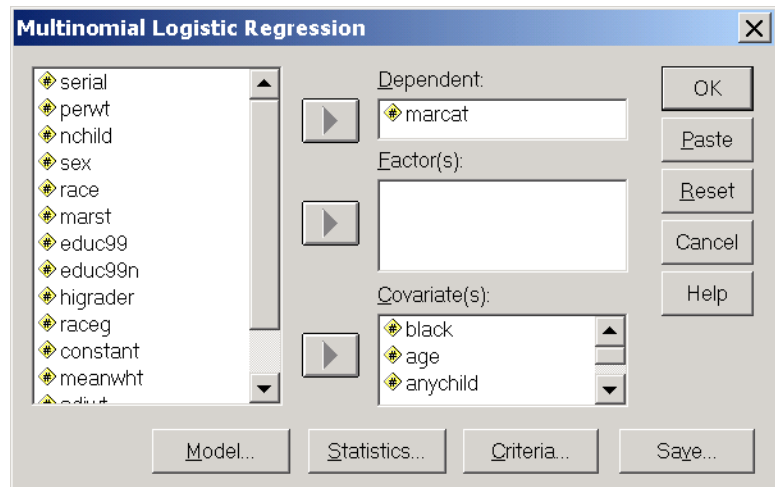 Multinomial Logistic Regression
serial
perwt
nchild
sex
race
marst
educ99
educ99n
higrader
raceg
constant
meanwht
Dependent:
marcat
Factor(s):
Covariate(s):
black
age
anychild
OK
Paste
Reset
Cancel
Help
Model...
Statistics...
Criteria...
Save...